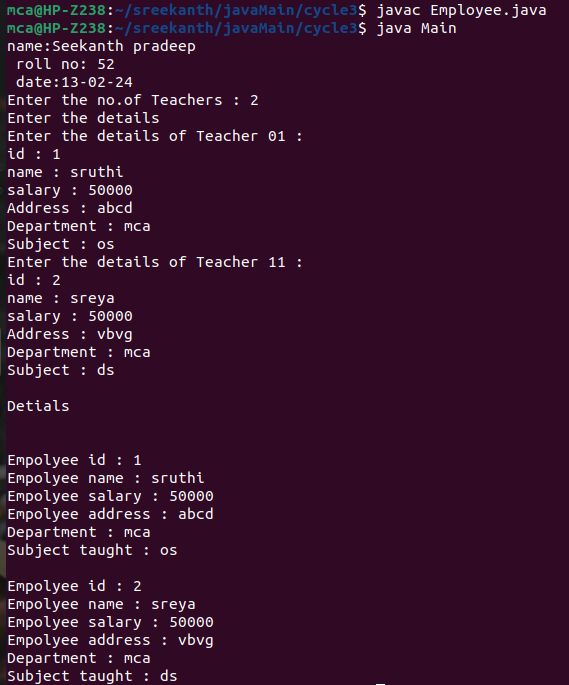 mca@HP-Z238:~/sreekanth/javaMain/cycle3$ javac Employee.java
mca@HP-Z238:~/sreekanth/javaMain/cycle3$ java Main
name:Seekanth pradeep
 roll no: 52
 date:13-02-24
Enter the no.of Teachers : 2
Enter the details
Enter the details of Teacher 01 :
id : 1
name : sruthi
salary : 50000
Address : abcd
Department : mca
Subject : os
Enter the details of Teacher 11 :
id : 2
name : sreya
salary : 50000
Address : vbvg
Department : mca
Subject : ds
Detials
Empolyee id : 1
Empolyee name : sruthi
Empolyee salary : 50000
Empolyee address : abcd
Department : mca
Subject taught : os
Empolyee id : 2
Empolyee name : sreya
Empolyee salary : 50000
Empolyee address : vbvg
Department : mca
Subject taught : ds